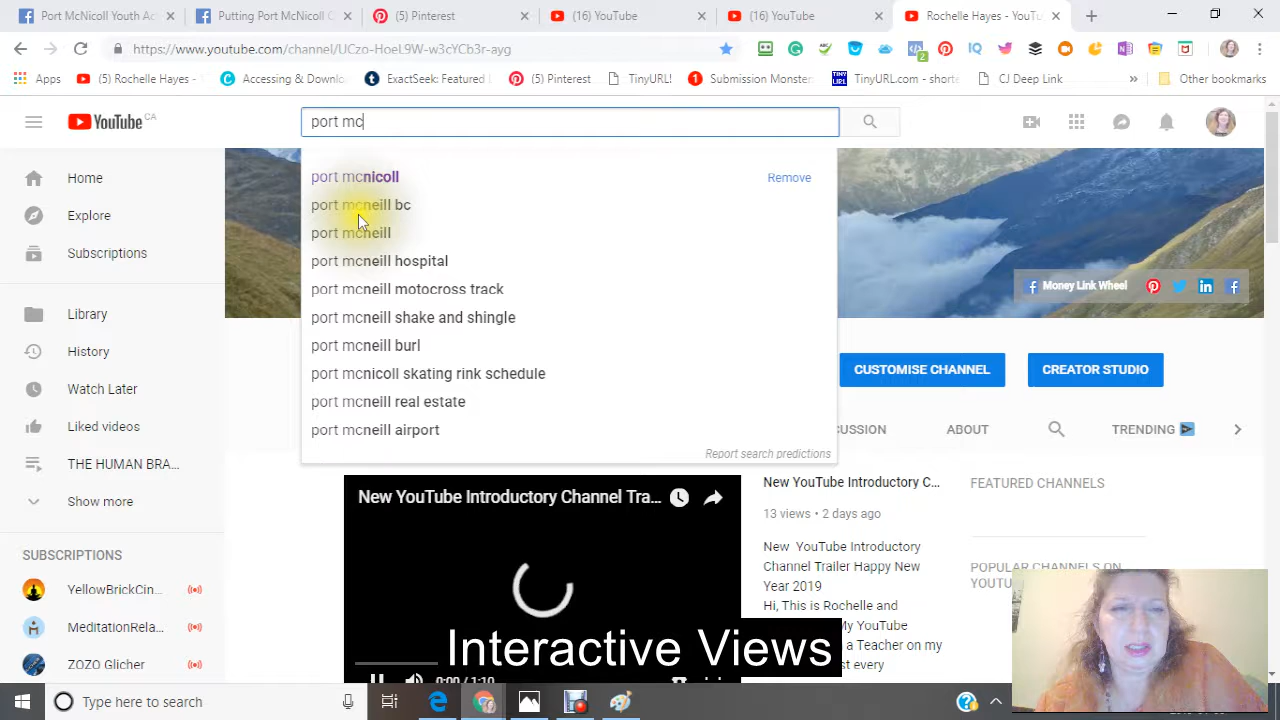 Port McNicoll Youth Ac
Putting Port McNicoll C
(5) Pinterest
(16) YouTube
(16) YouTube
Rochelle Hayes - YouTu
https://www.youtube.com/channel/UCzo-HoeL9W-w3cYCb3r-ayg
2
Apps
Rochelle Hayes - Yo
Accessing & Downlo
ExactSeek: Featured L
(5) Pinterest
TinyURL!
Submission Monster
TinyURL.com - shorte
CJ Deep Link
Other bookmarks
YouTube CA
port mc
port mcnicoll
Remove
port mcneill bc
port mcneill
port mcneill hospital
port mcneill motocross track
port mcneill shake and shingle
port mcneill burl
port mcnicoll skating rink schedule
port mcneill real estate
port mcneill airport
Report search predictions
Home
Explore
Subscriptions
Library
History
Watch Later
Liked videos
THE HUMAN BRA...
Show more
SUBSCRIPTIONS
YellowBrickCin...
MeditationRela...
ZOZO Glicher
Money Link Wheel
CUSTOMISE CHANNEL
CREATOR STUDIO
CUSSION
ABOUT
TRENDING
New YouTube Introductory Channel Tra...
0:00 / 1:10
New YouTube Introductory C...
13 views • 2 days ago
New YouTube Introductory
Channel Trailer Happy New
Year 2019
Hi, This is Rochelle and
My YouTube
a Teacher on my
st every
FEATURED CHANNELS
POPULAR CHANNELS ON
YOUTU
Interactive Views
Type here to search